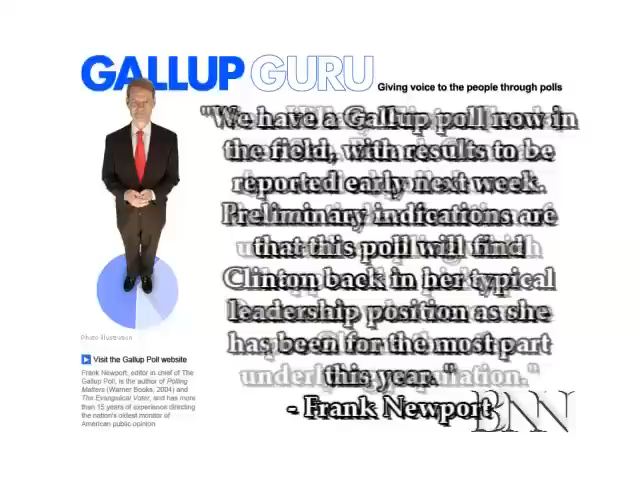 GALLUP GURU Giving voice to the people through polls
"We have a Gallup poll now in
the field, with results to be
reported early next week.
Preliminary indications are
that this poll will find
Clinton back in her typical
leadership position as she
has been for the most part
this year."
- Frank Newport
Photo Illustration
Visit the Gallup Poll website
Frank Newport, editor in chief of The
Gallup Poll, is the author of Polling
Matters (Warner Books, 2004) and
The Evangelical Voter, and has more
than 15 years of experience directing
the nation's oldest monitor of
American public opinion
BNN